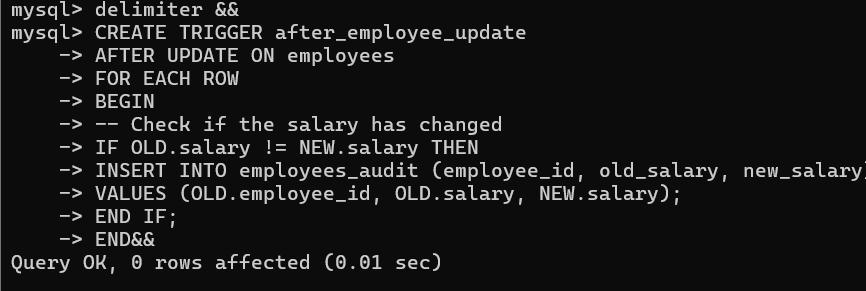 mysql> delimiter &&
mysql> CREATE TRIGGER after_employee_update
    -> AFTER UPDATE ON employees
    -> FOR EACH ROW
    -> BEGIN
    -> -- Check if the salary has changed
    -> IF OLD.salary != NEW.salary THEN
    -> INSERT INTO employees_audit (employee_id, old_salary, new_salary)
    -> VALUES (OLD.employee_id, OLD.salary, NEW.salary);
    -> END IF;
    -> END&&
Query OK, 0 rows affected (0.01 sec)